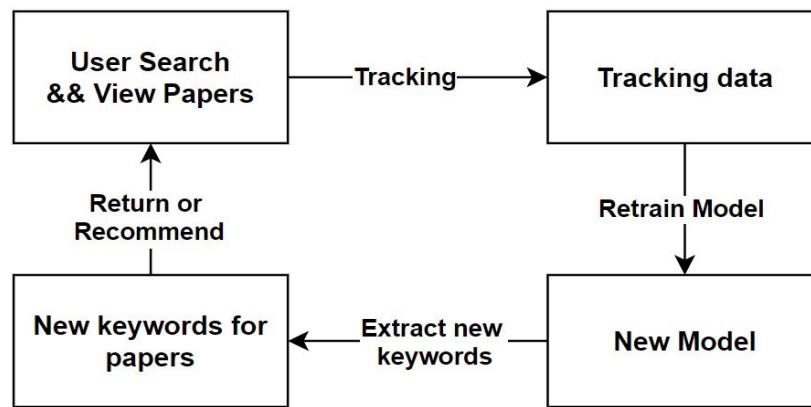 User Search
&& View Papers
Tracking
Tracking data
Return or
Recommend
Retrain Model
New keywords for
papers
Extract new
keywords
New Model